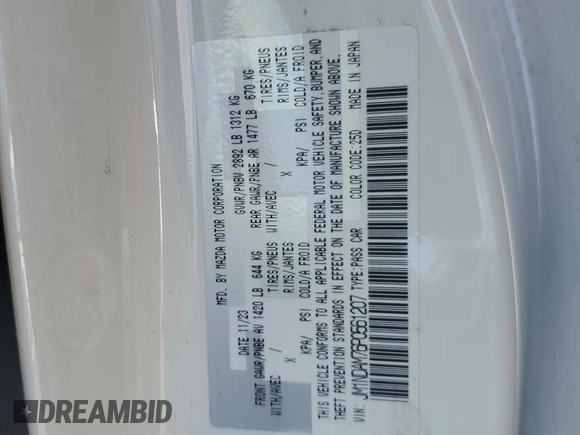 MFD. BY MAZDA MOTOR CORPORATION
DATE 11/23 GVWR/PNBV 2892 LB 1312 KG
FRONT GAWR/PNBE AV 1420 LB 644 KG REAR GAWR/PNBE AR 1477 LB 670 KG
WITH/AVEC TIRES/PNEUS WITH/AVEC TIRES/PNEUS
X RIMS/JANTES X RIMS/JANTES
/ KPA/ PSI COLD/A FROID / KPA/ PSI COLD/A FROID
THIS VEHICLE CONFORMS TO ALL APPLICABLE FEDERAL MOTOR VEHICLE SAFETY, BUMPER, AND
THEFT PREVENTION STANDARDS IN EFFECT ON THE DATE OF MANUFACTURE SHOWN ABOVE.
VIN: JM1NDAM76P0561207 TYPE: PASS CAR COLOR CODE: 25D MADE IN JAPAN
DREAMBID